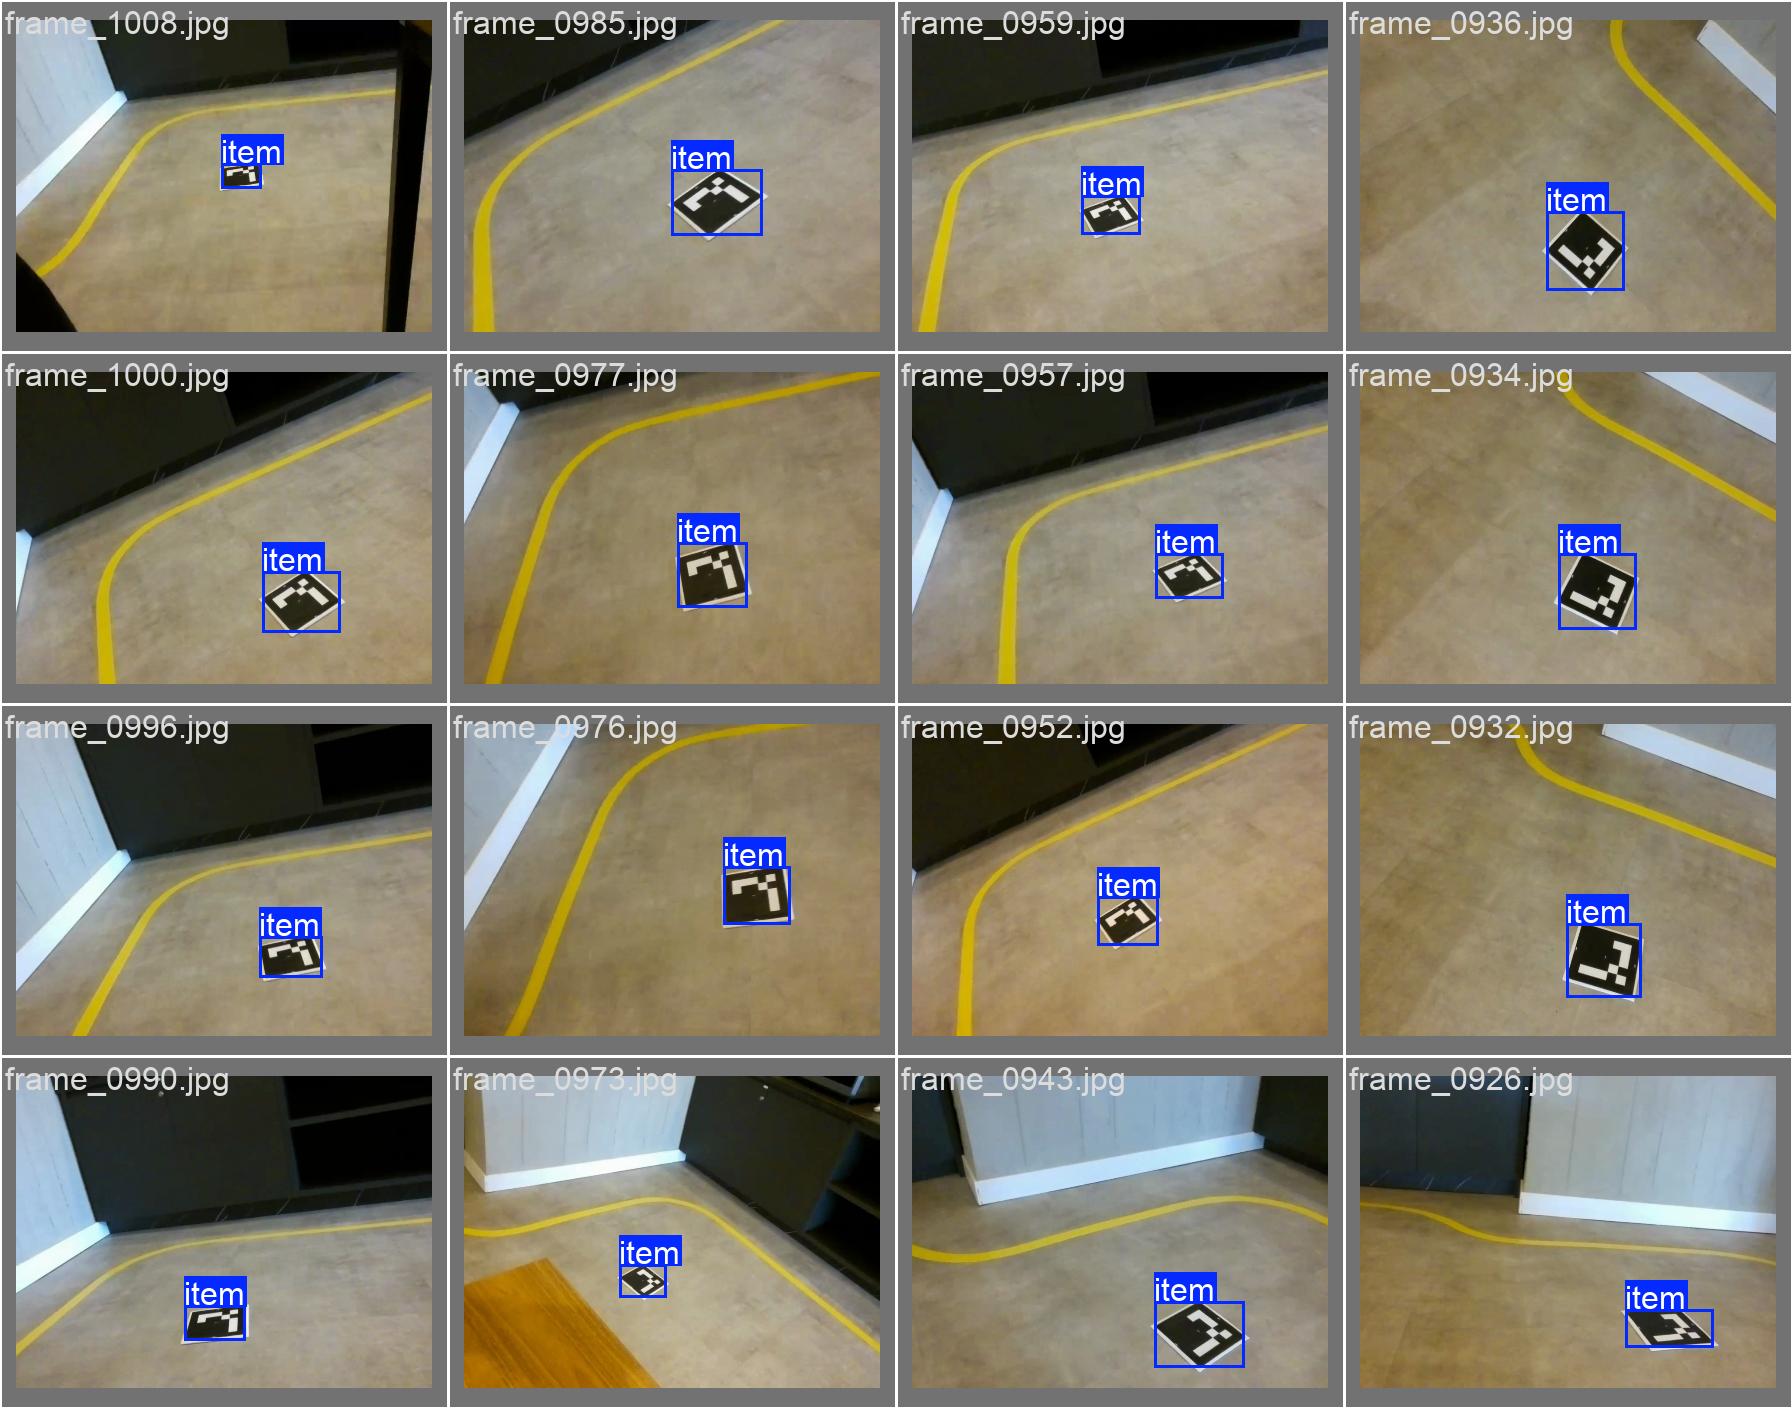 frame_1008.jpg frame_0985.jpg frame_0959.jpg frame_0936.jpg
item item item item
frame_1000.jpg frame_0977.jpg frame_0957.jpg frame_0934.jpg
item item item item
frame_0996.jpg frame_0976.jpg frame_0952.jpg frame_0932.jpg
item item item item
frame_0990.jpg frame_0973.jpg frame_0943.jpg frame_0926.jpg
item item item item